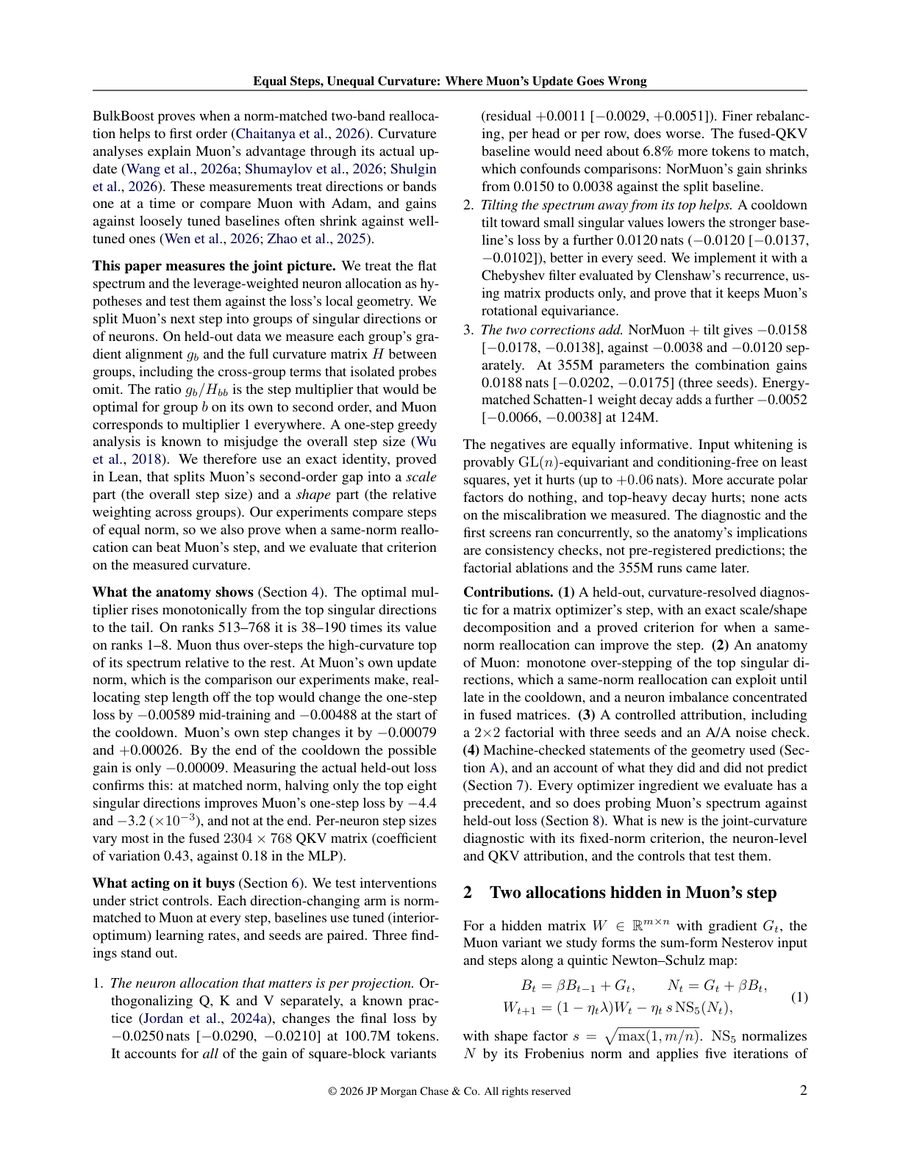 Equal Steps, Unequal Curvature: Where Muon's Update Goes Wrong
BulkBoost proves when a norm-matched two-band realloca-
tion helps to first order (Chaitanya et al., 2026). Curvature
analyses explain Muon's advantage through its actual up-
date (Wang et al., 2026a; Shumaylov et al., 2026; Shulgin
et al., 2026). These measurements treat directions or bands
one at a time or compare Muon with Adam, and gains
against loosely tuned baselines often shrink against well-
tuned ones (Wen et al., 2026; Zhao et al., 2025).
This paper measures the joint picture. We treat the flat
spectrum and the leverage-weighted neuron allocation as hy-
potheses and test them against the loss's local geometry. We
split Muon's next step into groups of singular directions or
of neurons. On held-out data we measure each group's gra-
dient alignment g_b and the full curvature matrix H between
groups, including the cross-group terms that isolated probes
omit. The ratio g_b/H_bb is the step multiplier that would be
optimal for group b on its own to second order, and Muon
corresponds to multiplier 1 everywhere. A one-step greedy
analysis is known to misjudge the overall step size (Wu
et al., 2018). We therefore use an exact identity, proved
in Lean, that splits Muon's second-order gap into a scale
part (the overall step size) and a shape part (the relative
weighting across groups). Our experiments compare steps
of equal norm, so we also prove when a same-norm reallo-
cation can beat Muon's step, and we evaluate that criterion
on the measured curvature.
What the anatomy shows (Section 4). The optimal mul-
tiplier rises monotonically from the top singular directions
to the tail. On ranks 513–768 it is 38–190 times its value
on ranks 1–8. Muon thus over-steps the high-curvature top
of its spectrum relative to the rest. At Muon's own update
norm, which is the comparison our experiments make, real-
locating step length off the top would change the one-step
loss by −0.00589 mid-training and −0.00488 at the start of
the cooldown. Muon's own step changes it by −0.00079
and +0.00026. By the end of the cooldown the possible
gain is only −0.00009. Measuring the actual held-out loss
confirms this: at matched norm, halving only the top eight
singular directions improves Muon's one-step loss by −4.4
and −3.2 (×10⁻³), and not at the end. Per-neuron step sizes
vary most in the fused 2304 × 768 QKV matrix (coefficient
of variation 0.43, against 0.18 in the MLP).
What acting on it buys (Section 6). We test interventions
under strict controls. Each direction-changing arm is norm-
matched to Muon at every step, baselines use tuned (interior-
optimum) learning rates, and seeds are paired. Three find-
ings stand out.
1. The neuron allocation that matters is per projection. Or-
thogonalizing Q, K and V separately, a known prac-
tice (Jordan et al., 2024a), changes the final loss by
−0.0250 nats [−0.0290, −0.0210] at 100.7M tokens.
It accounts for all of the gain of square-block variants
(residual +0.0011 [−0.0029, +0.0051]). Finer rebalanc-
ing, per head or per row, does worse. The fused-QKV
baseline would need about 6.8% more tokens to match,
which confounds comparisons: NorMuon's gain shrinks
from 0.0150 to 0.0038 against the split baseline.
2. Tilting the spectrum away from its top helps. A cooldown
tilt toward small singular values lowers the stronger base-
line's loss by a further 0.0120 nats (−0.0120 [−0.0137,
−0.0102]), better in every seed. We implement it with a
Chebyshev filter evaluated by Clenshaw's recurrence, us-
ing matrix products only, and prove that it keeps Muon's
rotational equivariance.
3. The two corrections add. NorMuon + tilt gives −0.0158
[−0.0178, −0.0138], against −0.0038 and −0.0120 sep-
arately. At 355M parameters the combination gains
0.0188 nats [−0.0202, −0.0175] (three seeds). Energy-
matched Schatten-1 weight decay adds a further −0.0052
[−0.0066, −0.0038] at 124M.
The negatives are equally informative. Input whitening is
provably GL(n)-equivariant and conditioning-free on least
squares, yet it hurts (up to +0.06 nats). More accurate polar
factors do nothing, and top-heavy decay hurts; none acts
on the miscalibration we measured. The diagnostic and the
first screens ran concurrently, so the anatomy's implications
are consistency checks, not pre-registered predictions; the
factorial ablations and the 355M runs came later.
Contributions. (1) A held-out, curvature-resolved diagnos-
tic for a matrix optimizer's step, with an exact scale/shape
decomposition and a proved criterion for when a same-
norm reallocation can improve the step. (2) An anatomy
of Muon: monotone over-stepping of the top singular di-
rections, which a same-norm reallocation can exploit until
late in the cooldown, and a neuron imbalance concentrated
in fused matrices. (3) A controlled attribution, including
a 2×2 factorial with three seeds and an A/A noise check.
(4) Machine-checked statements of the geometry used (Sec-
tion A), and an account of what they did and did not predict
(Section 7). Every optimizer ingredient we evaluate has a
precedent, and so does probing Muon's spectrum against
held-out loss (Section 8). What is new is the joint-curvature
diagnostic with its fixed-norm criterion, the neuron-level
and QKV attribution, and the controls that test them.
2 Two allocations hidden in Muon's step
For a hidden matrix W ∈ ℝ^{m×n} with gradient G_t, the
Muon variant we study forms the sum-form Nesterov input
and steps along a quintic Newton–Schulz map:
B_t = βB_{t−1} + G_t, N_t = G_t + βB_t,
W_{t+1} = (1 − η_tλ)W_t − η_t s NS₅(N_t), (1)
with shape factor s = √max(1, m/n). NS₅ normalizes
N by its Frobenius norm and applies five iterations of
© 2026 JP Morgan Chase & Co. All rights reserved 2